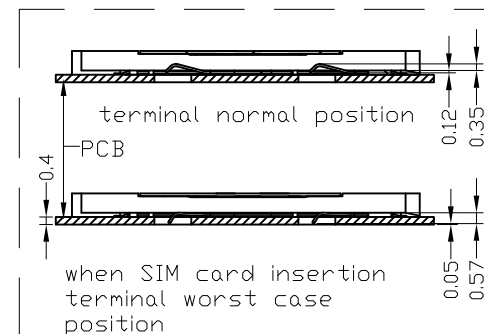 terminal normal position
0.12
0.35
PCB
0.4
when SIM card insertion
terminal worst case
position
0.05
0.57